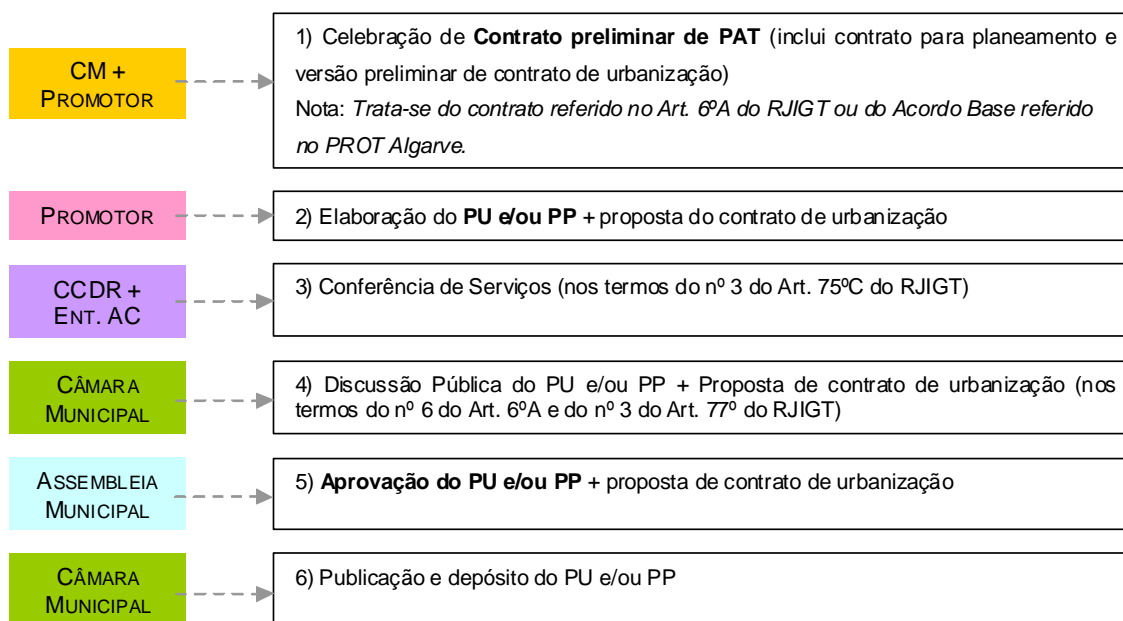 CM +
PROMOTOR
1) Celebração de Contrato preliminar de PAT (inclui contrato para planeamento e
versão preliminar de contrato de urbanização)
Nota: Trata-se do contrato referido no Art. 6ºA do RJIGT ou do Acordo Base referido
no PROT Algarve.
PROMOTOR
2) Elaboração do PU e/ou PP + proposta do contrato de urbanização
CCDR +
ENT. AC
3) Conferência de Serviços (nos termos do nº 3 do Art. 75ºC do RJIGT)
CÂMARA
MUNICIPAL
4) Discussão Pública do PU e/ou PP + Proposta de contrato de urbanização (nos
termos do nº 6 do Art. 6ºA e do nº 3 do Art. 77º do RJIGT)
ASSEMBLEIA
MUNICIPAL
5) Aprovação do PU e/ou PP + proposta de contrato de urbanização
CÂMARA
MUNICIPAL
6) Publicação e depósito do PU e/ou PP